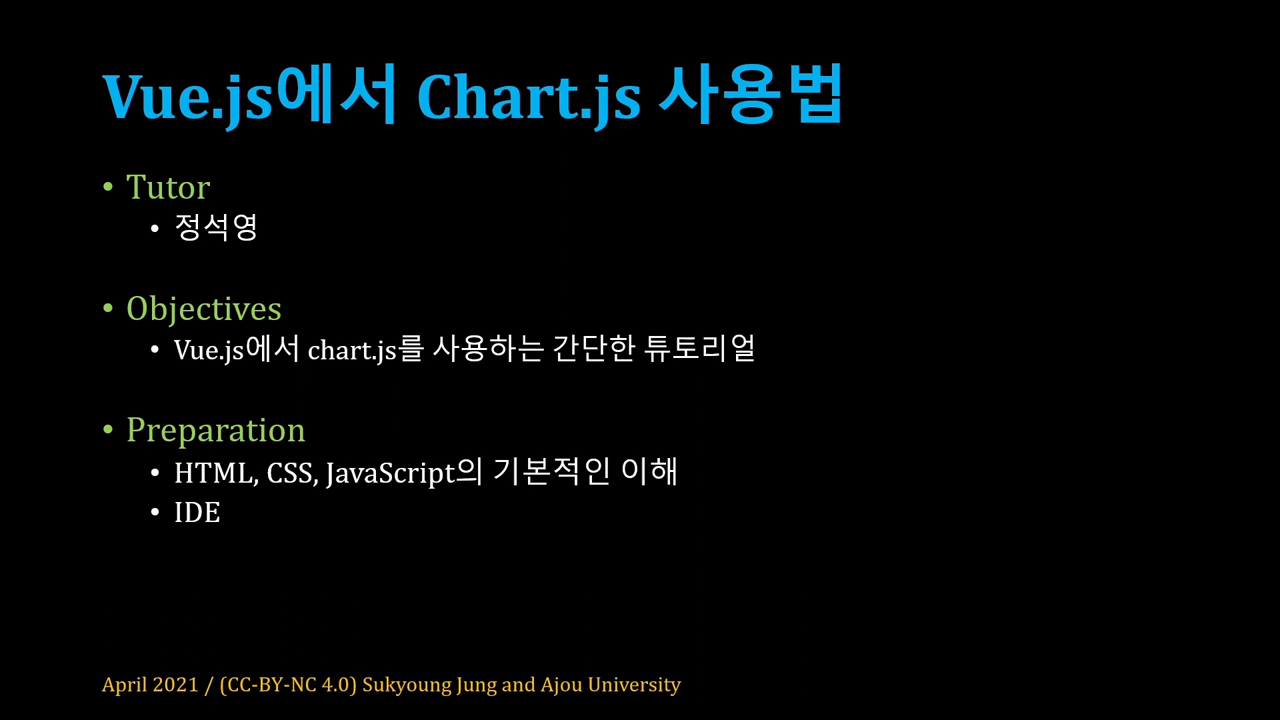 Vue.js에서 Chart.js 사용법
• Tutor
• 정석영
• Objectives
• Vue.js에서 chart.js를 사용하는 간단한 튜토리얼
• Preparation
• HTML, CSS, JavaScript의 기본적인 이해
• IDE
April 2021 / (CC-BY-NC 4.0) Sukyoung Jung and Ajou University